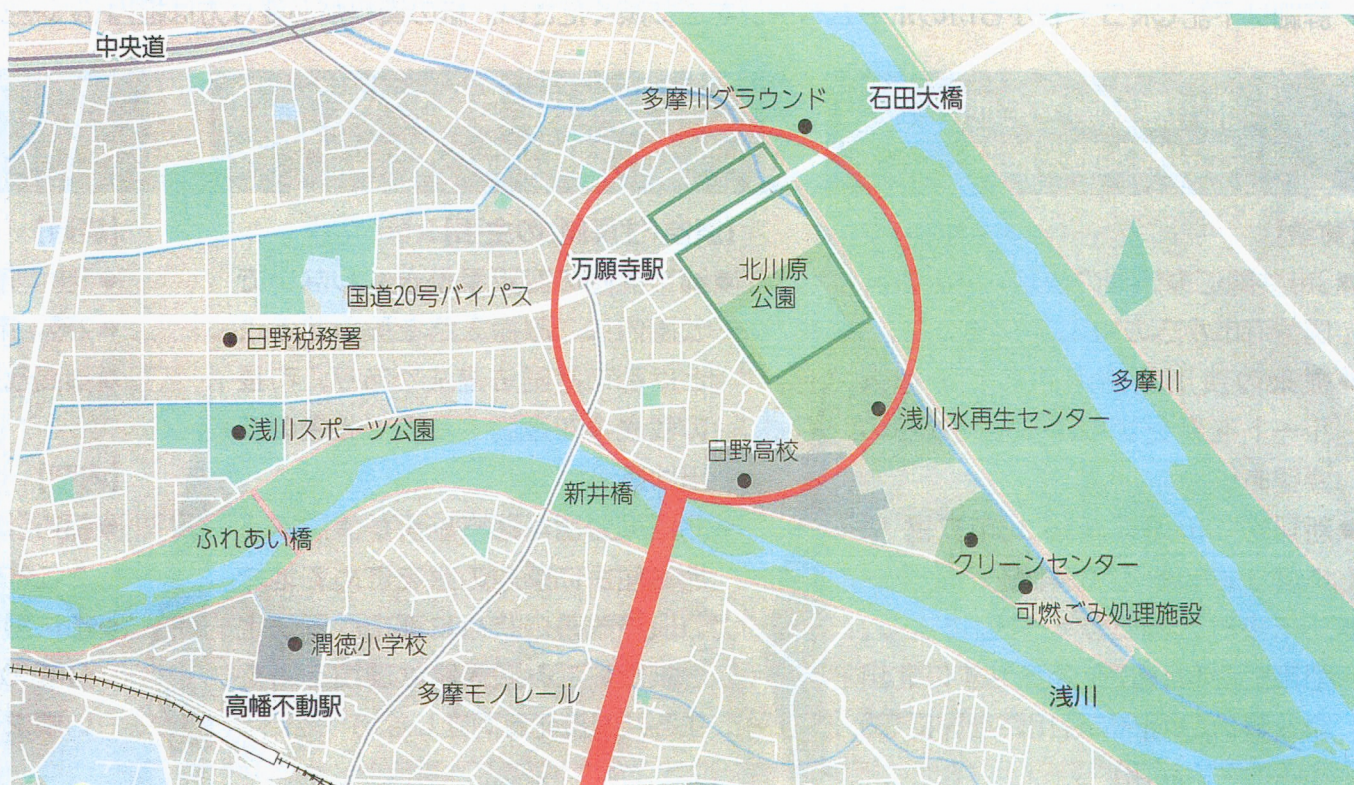 中央道
多摩川グラウンド
石田大橋
万願寺駅
北川原
公園
国道20号バイパス
日野税務署
多摩川
浅川スポーツ公園
浅川水再生センター
日野高校
新井橋
ふれあい橋
クリーンセンター
可燃ごみ処理施設
潤徳小学校
多摩モノレール
浅川
高幡不動駅